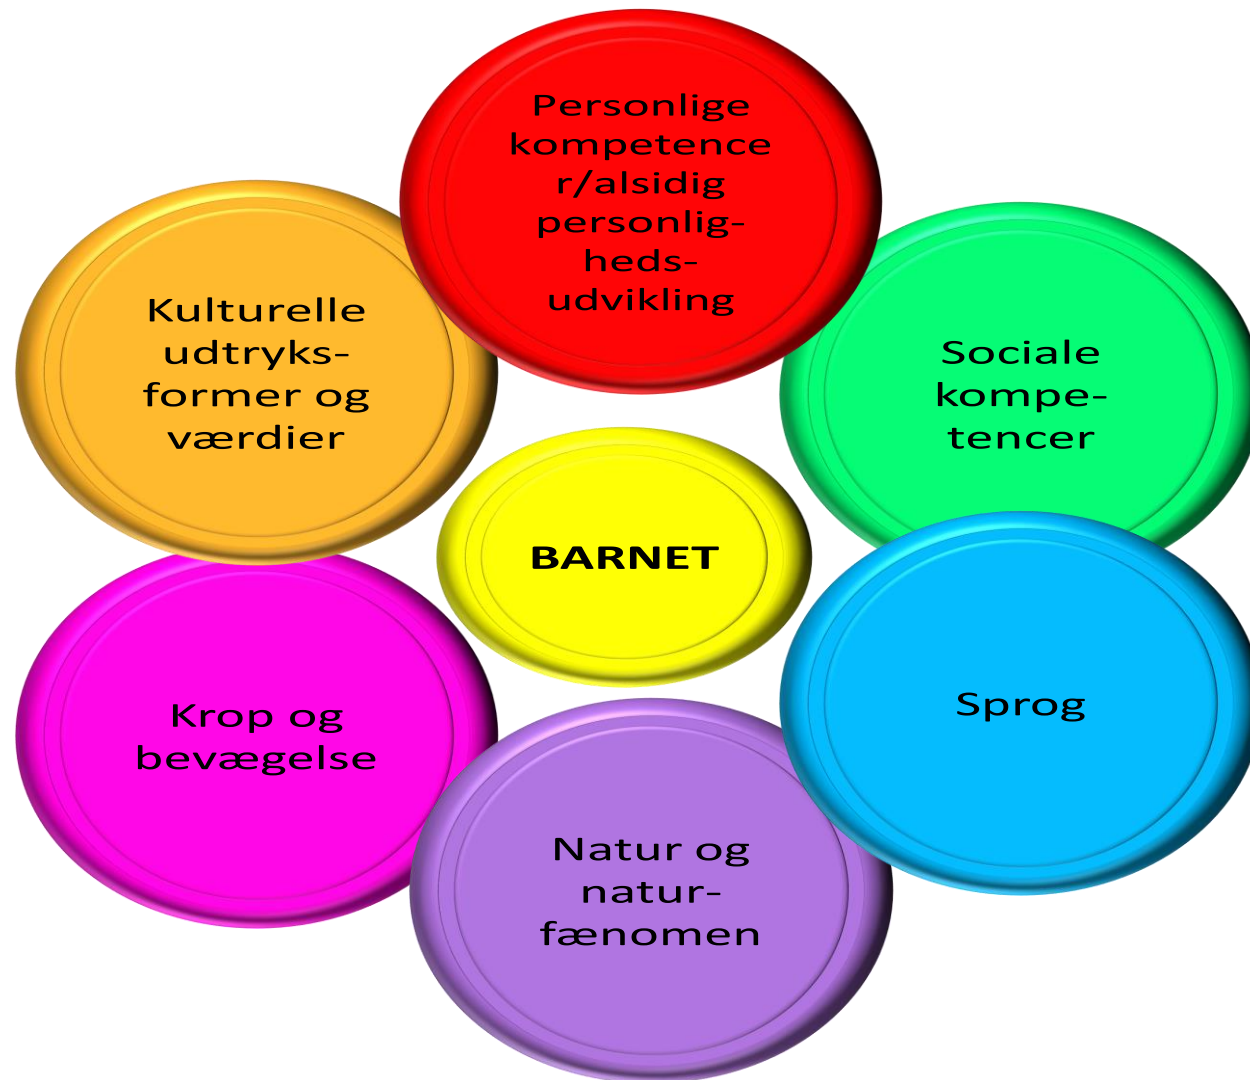 Personlige
kompetence
r/alsidig
personlig-
heds-
udvikling
Kulturelle
udtryks-
former og
værdier
Sociale
kompe-
tencer
BARNET
Krop og
bevægelse
Sprog
Natur og
natur-
fænomen